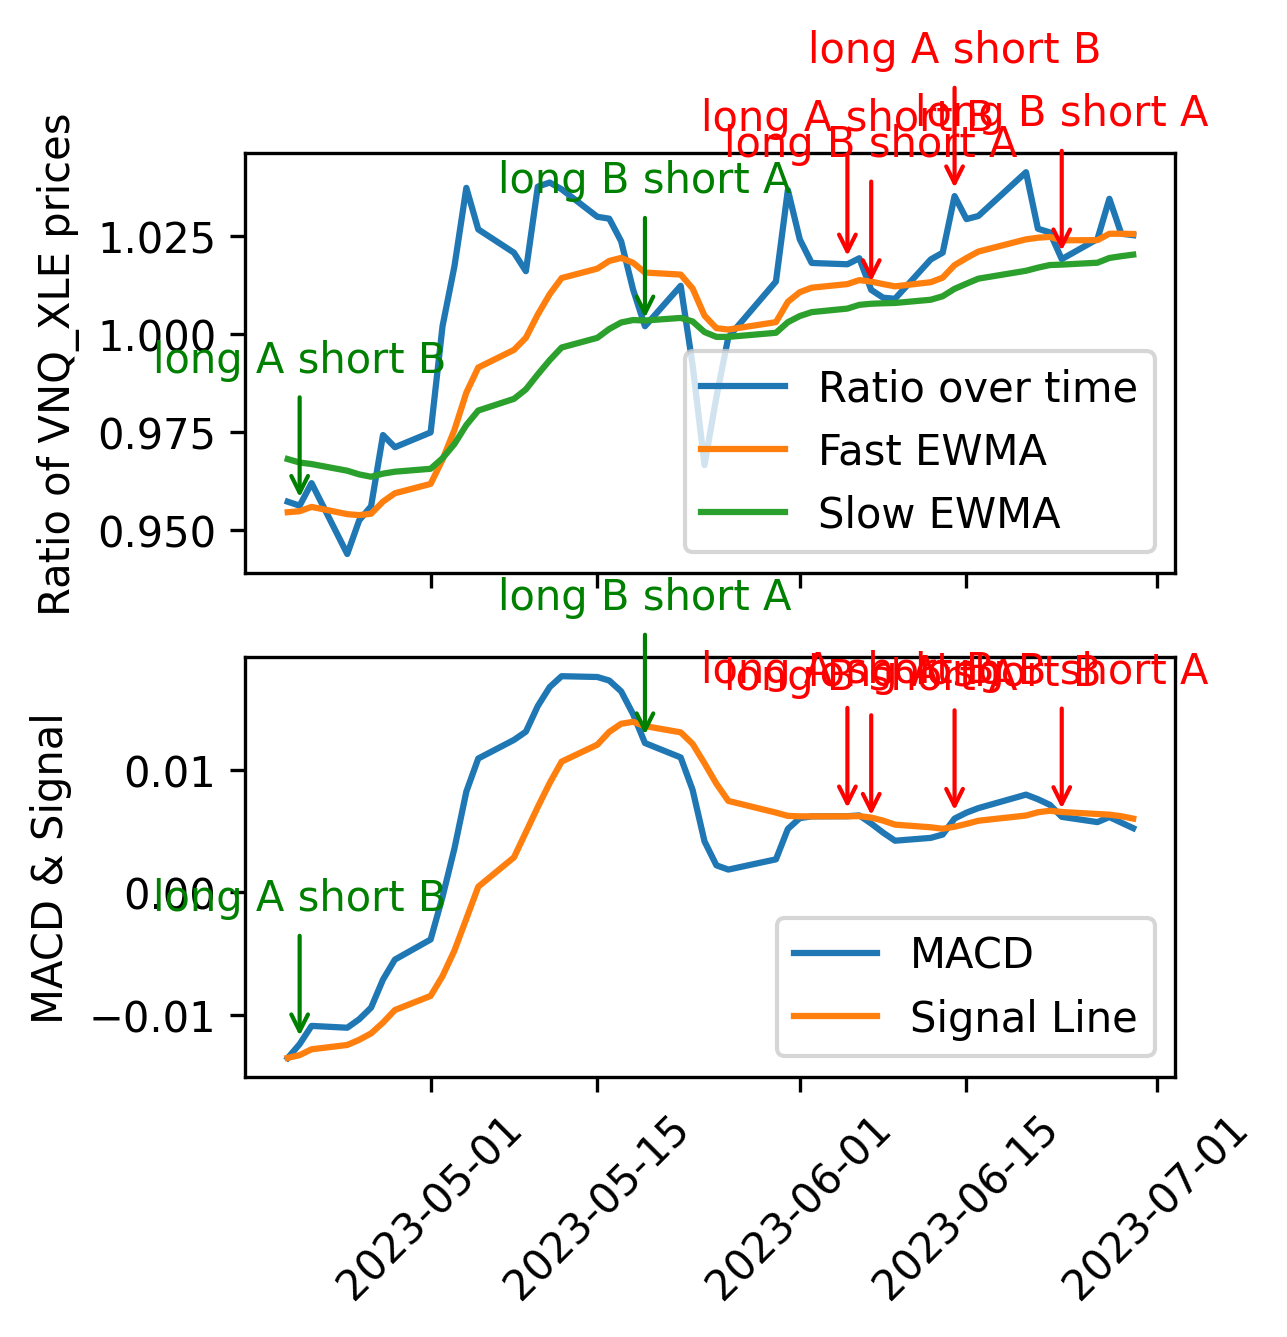 long A short B
long A short B
long B short A
long B short A
long B short A
long A short B
Ratio of VNQ_XLE prices
1.025
1.000
0.975
0.950
Ratio over time
Fast EWMA
Slow EWMA
long B short A
long A short B
long B short A
long A short B
long B short A
long A short B
MACD & Signal
0.01
0.00
−0.01
MACD
Signal Line
2023-05-01
2023-05-15
2023-06-01
2023-06-15
2023-07-01